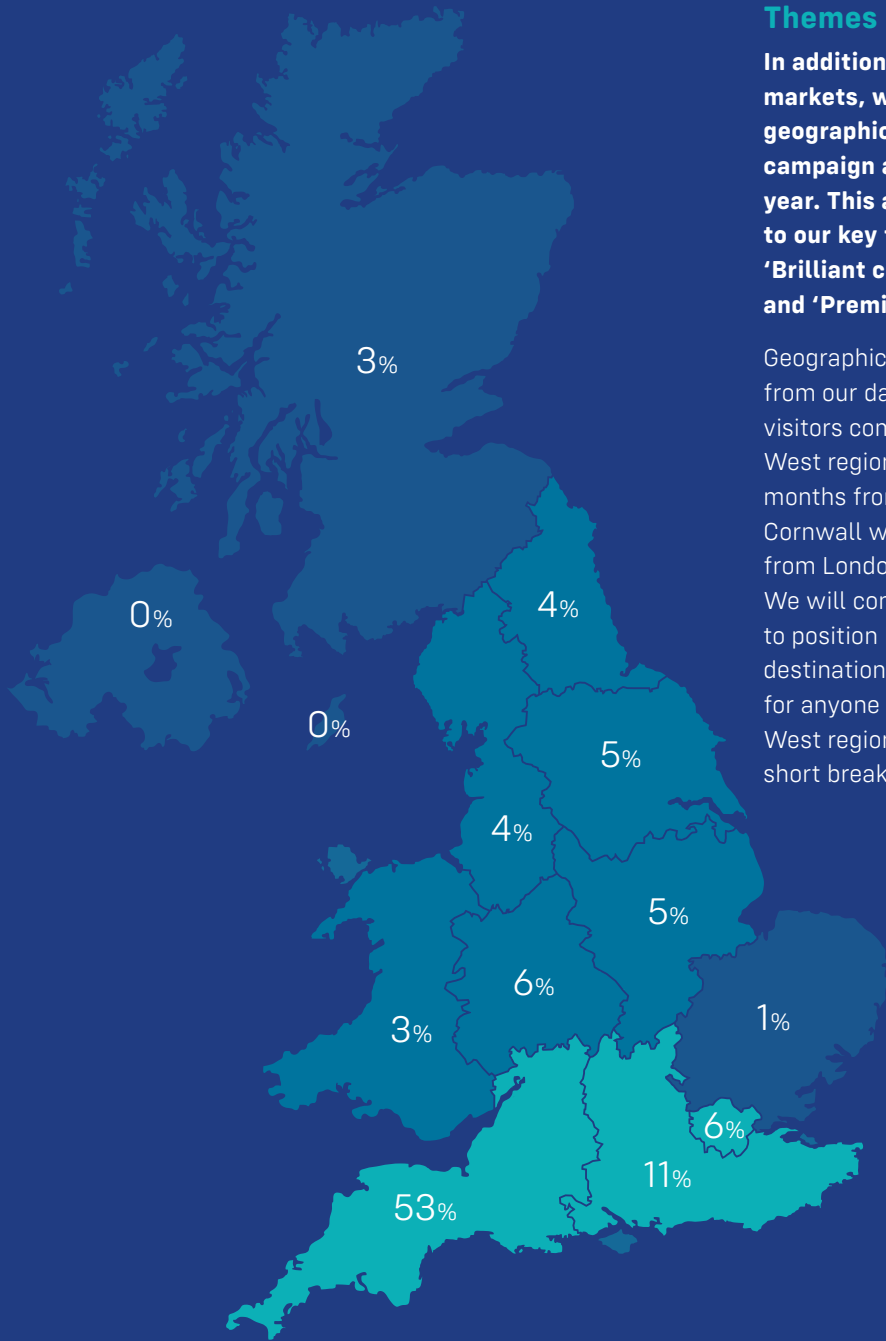 Themes
In addition
markets, w
geographic
campaign a
year. This a
to our key
‘Brilliant c
and ‘Premi
Geographic
from our da
visitors con
West region
months fro
Cornwall w
from Londo
We will con
to position
destination
for anyone
West region
short break
3%
0%
4%
0%
5%
4%
5%
6%
3%
1%
6%
11%
53%